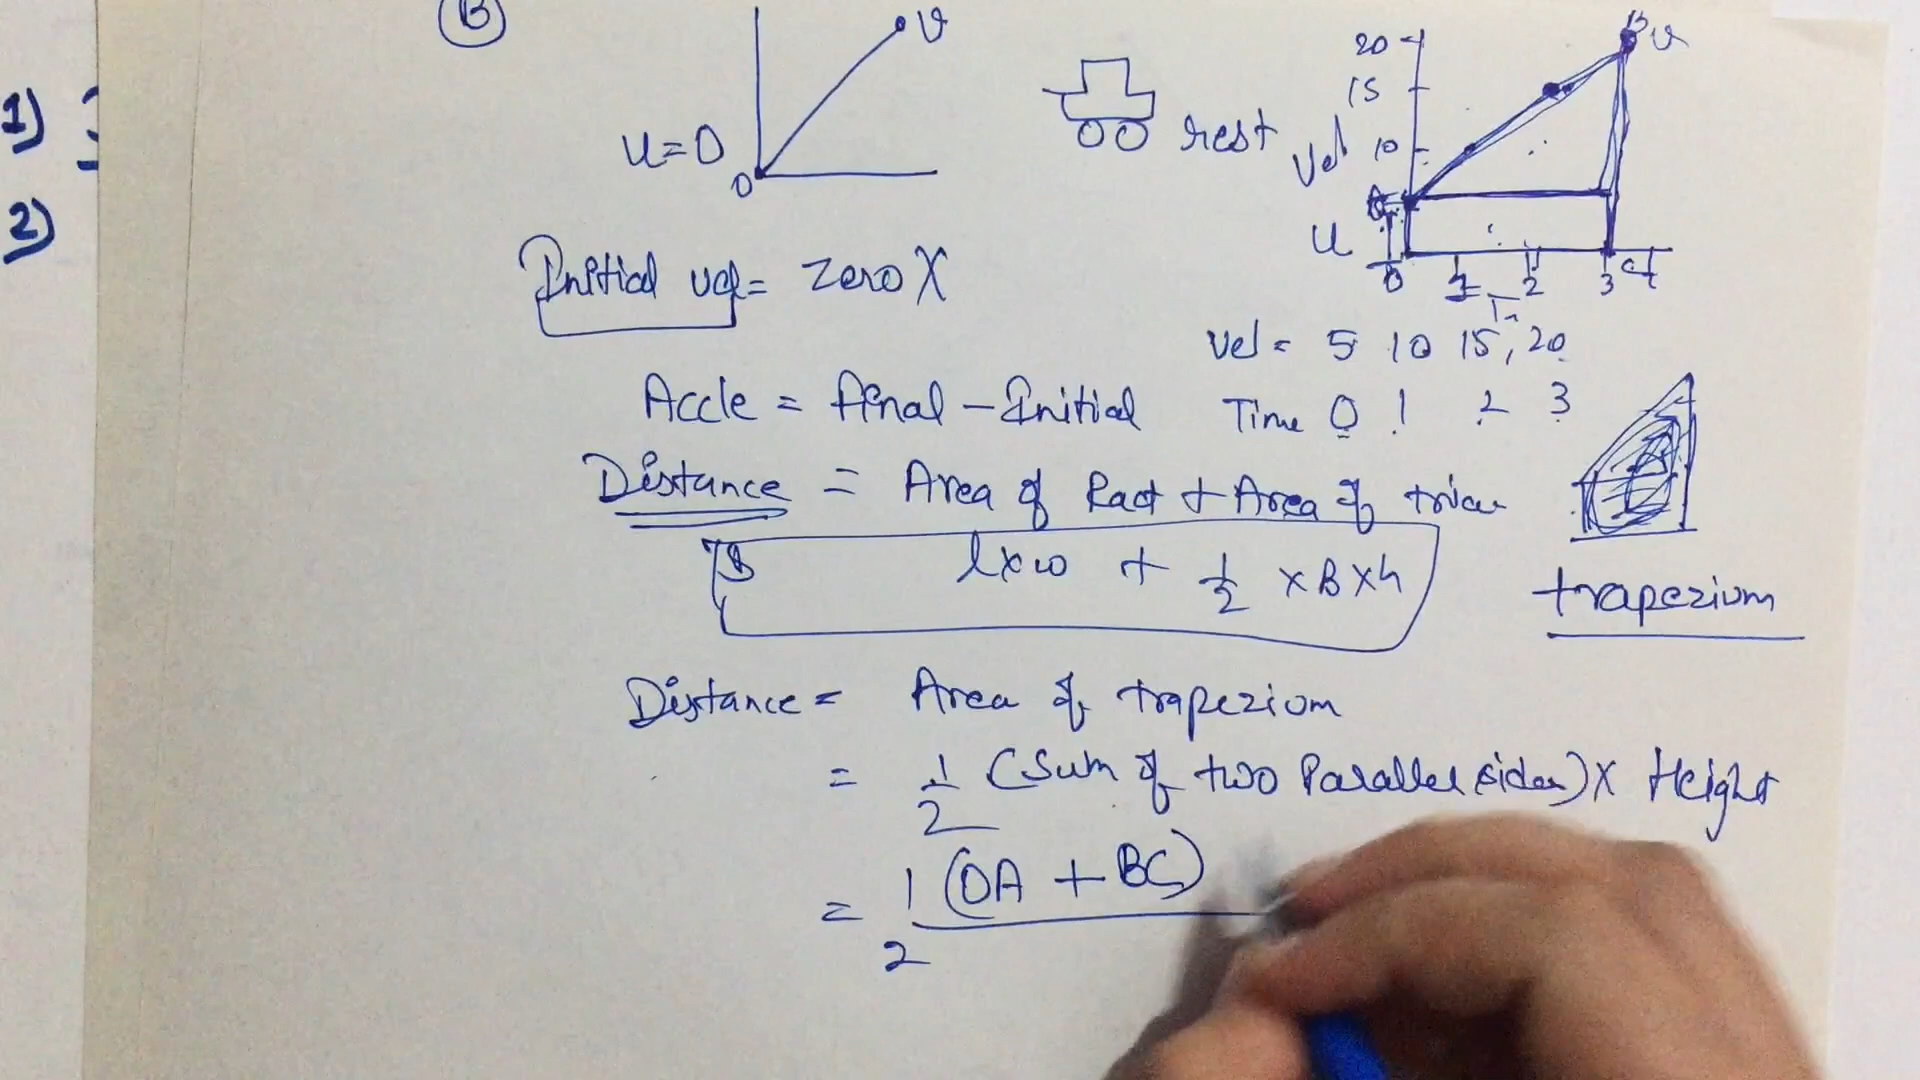 B
1)
2)
v
u=0
0
rest
Vel
20
15
10
A
u
B v
0 1 2 3 C 4
Initial vel = Zero X
Vel = 5 10 15, 20
Time 0 1 2 3
Accle = Final - Initial
Distance = Area of Ract + Area of
l x w + 1/2 x B x h
trapezium
Distance = Area of trapezium
= 1/2 (Sum of two Parallel sides) x Height
= 1/2 (OA + BC)